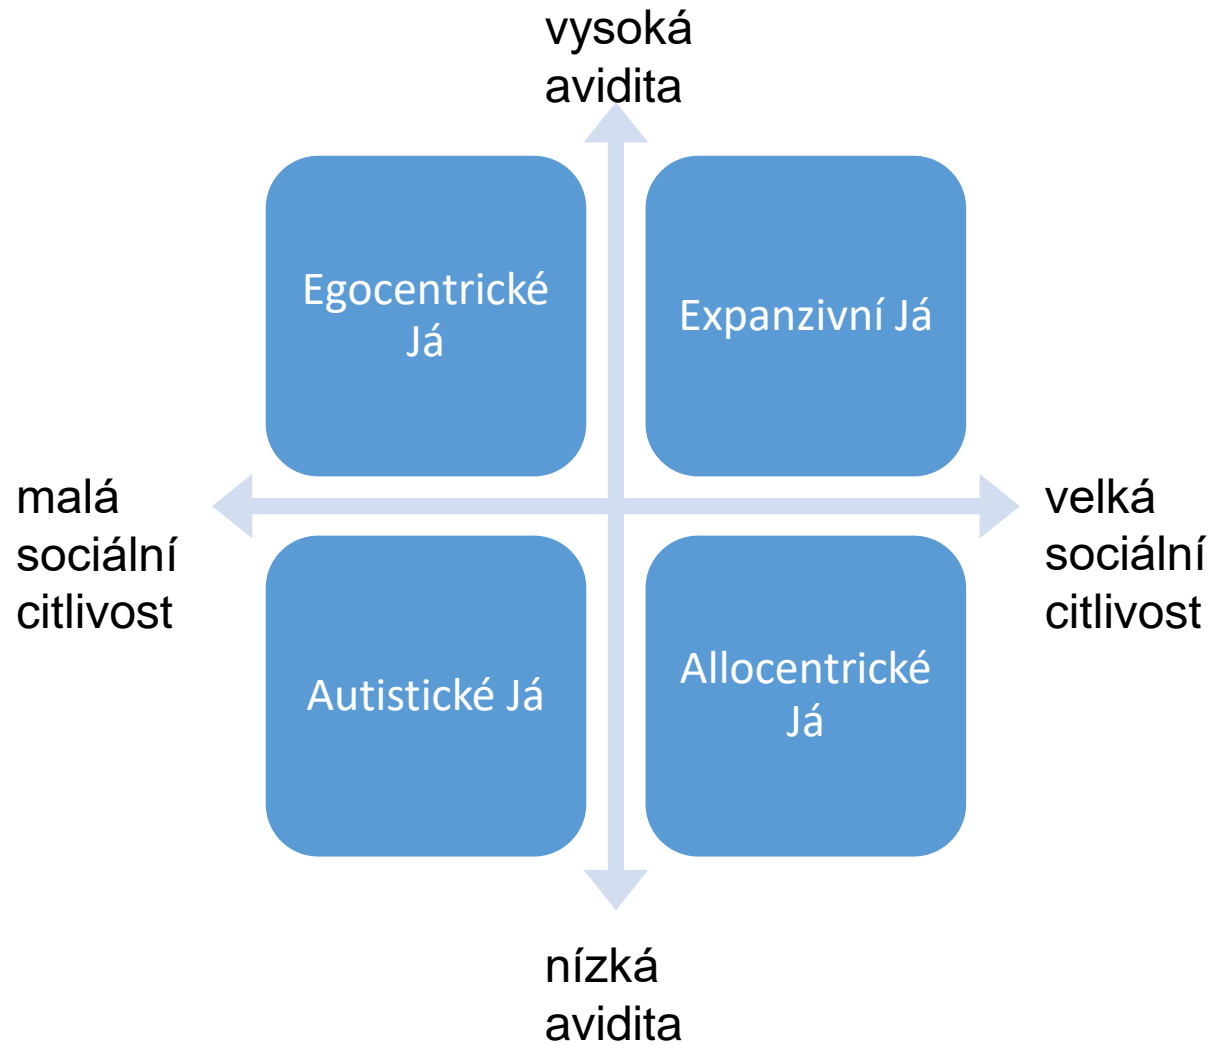 vysoká
avidita
Egocentrické
Já
Expanzivní Já
malá
sociální
citlivost
velká
sociální
citlivost
Autistické Já
Allocentrické
Já
nízká
avidita